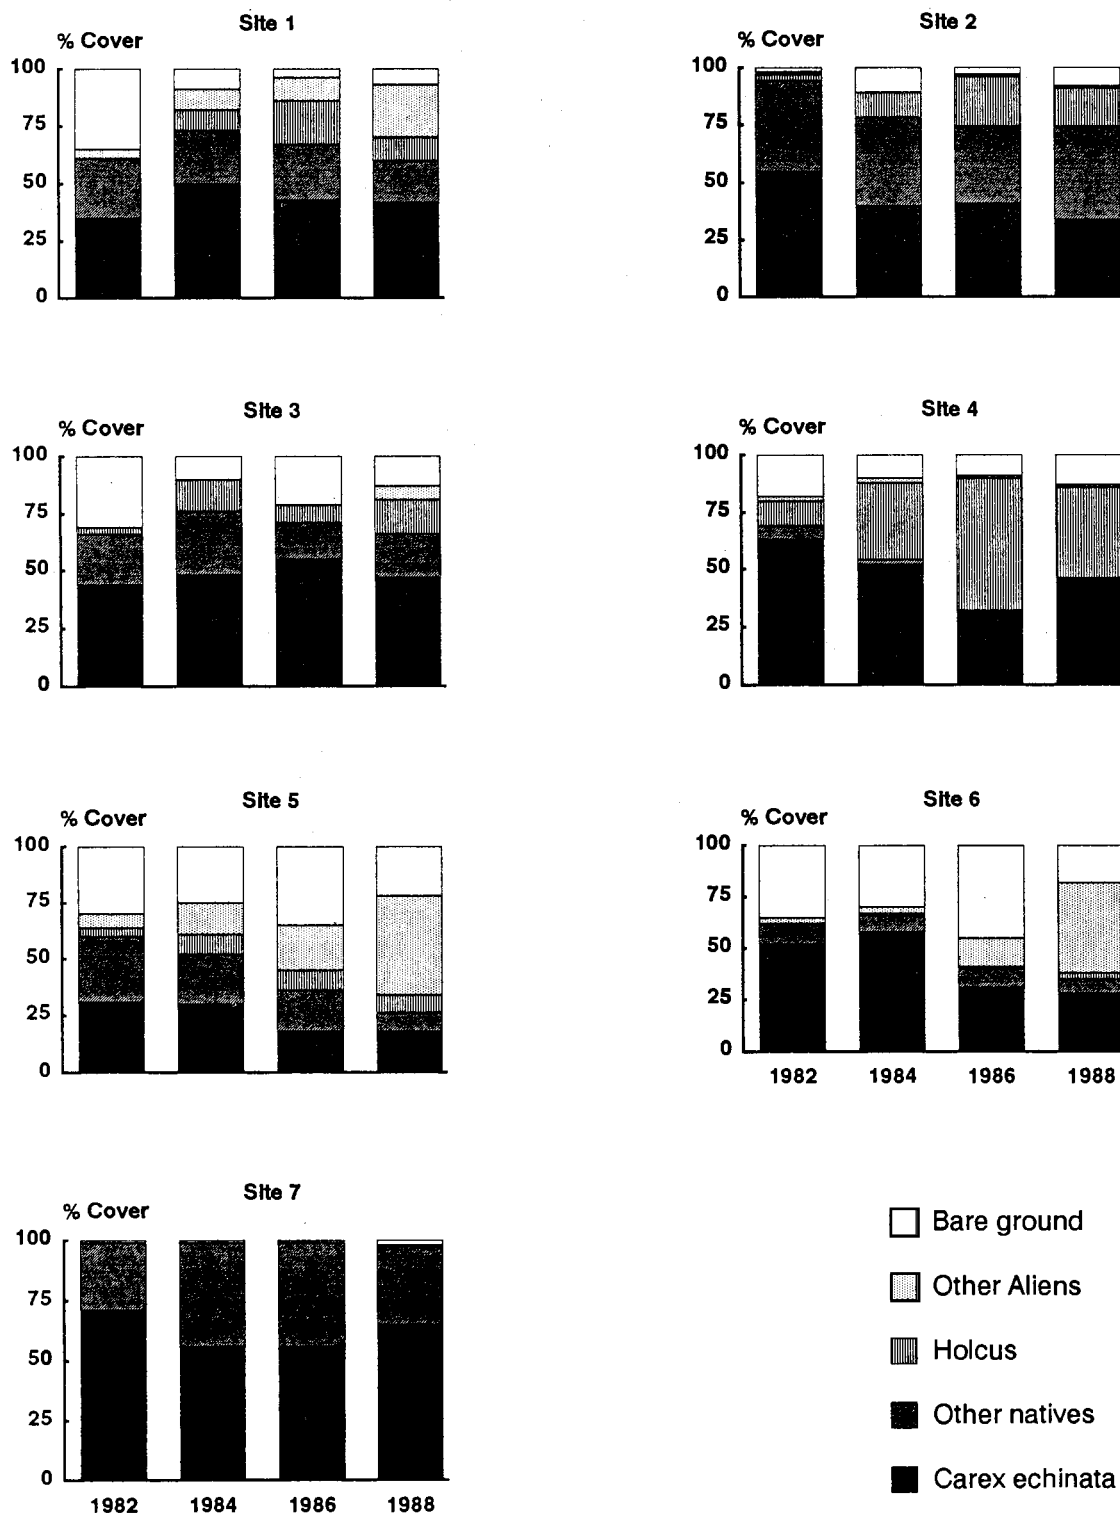 Site 1
% Cover
100
75
50
25
0
Site 2
% Cover
100
75
50
25
0
Site 3
% Cover
100
75
50
25
0
Site 4
% Cover
100
75
50
25
0
Site 5
% Cover
100
75
50
25
0
Site 6
% Cover
100
75
50
25
0
1982 1984 1986 1988
Site 7
% Cover
100
75
50
25
0
1982 1984 1986 1988
Bare ground
Other Aliens
Holcus
Other natives
Carex echinata